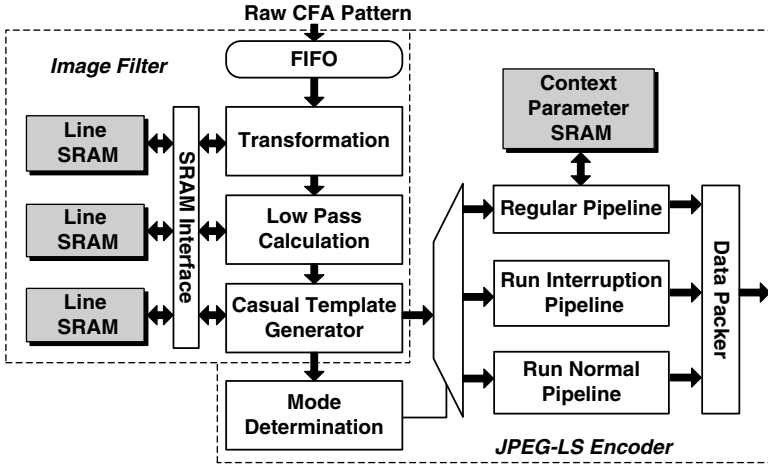 Raw CFA Pattern
Image Filter
FIFO
Line
SRAM
Line
SRAM
Line
SRAM
SRAM Interface
Transformation
Low Pass
Calculation
Casual Template
Generator
Mode
Determination
Context
Parameter
SRAM
Regular Pipeline
Run Interruption
Pipeline
Run Normal
Pipeline
Data Packer
JPEG-LS Encoder